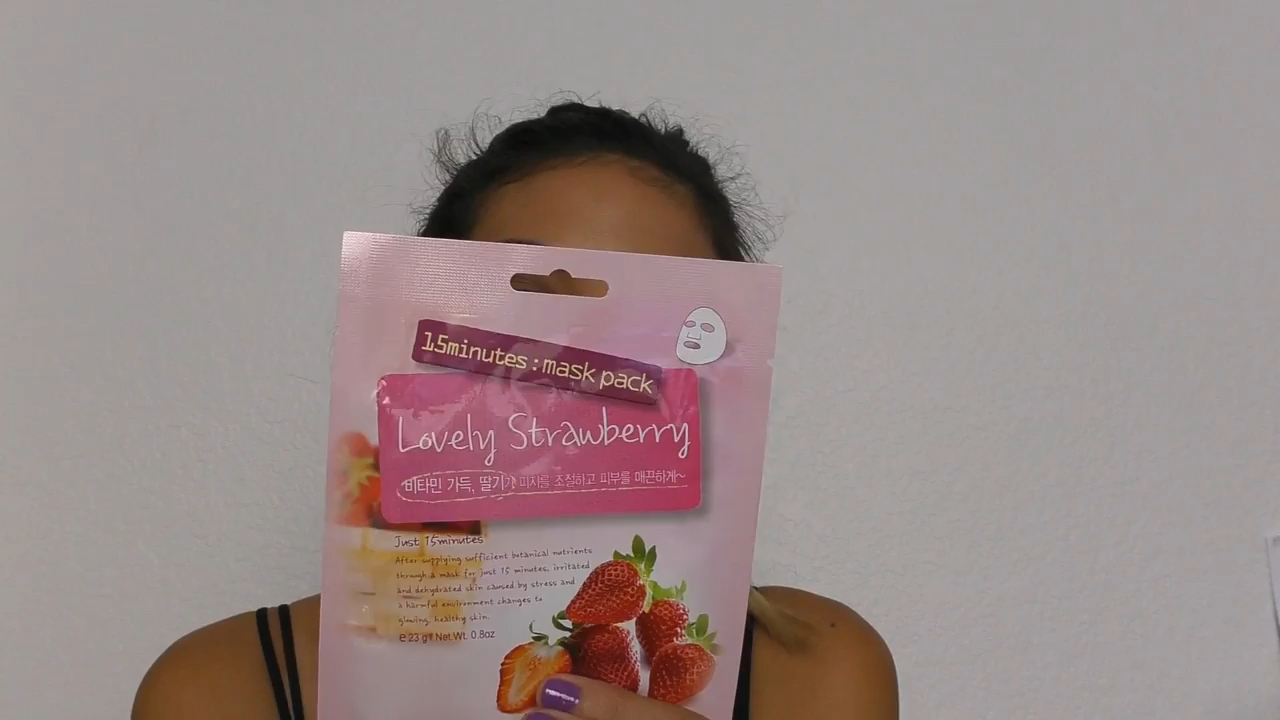 15minutes : mask pack
Lovely Strawberry
비타민 가득, 딸기가 피지를 조절하고 피부를 매끈하게~
Just 15minutes
After supplying sufficient botanical nutrients
through a mask for just 15 minutes, irritated
and dehydrated skin caused by stress and
a harmful environment changes to
glowing, healthy skin.
e 23 g / Net.Wt. 0.8oz